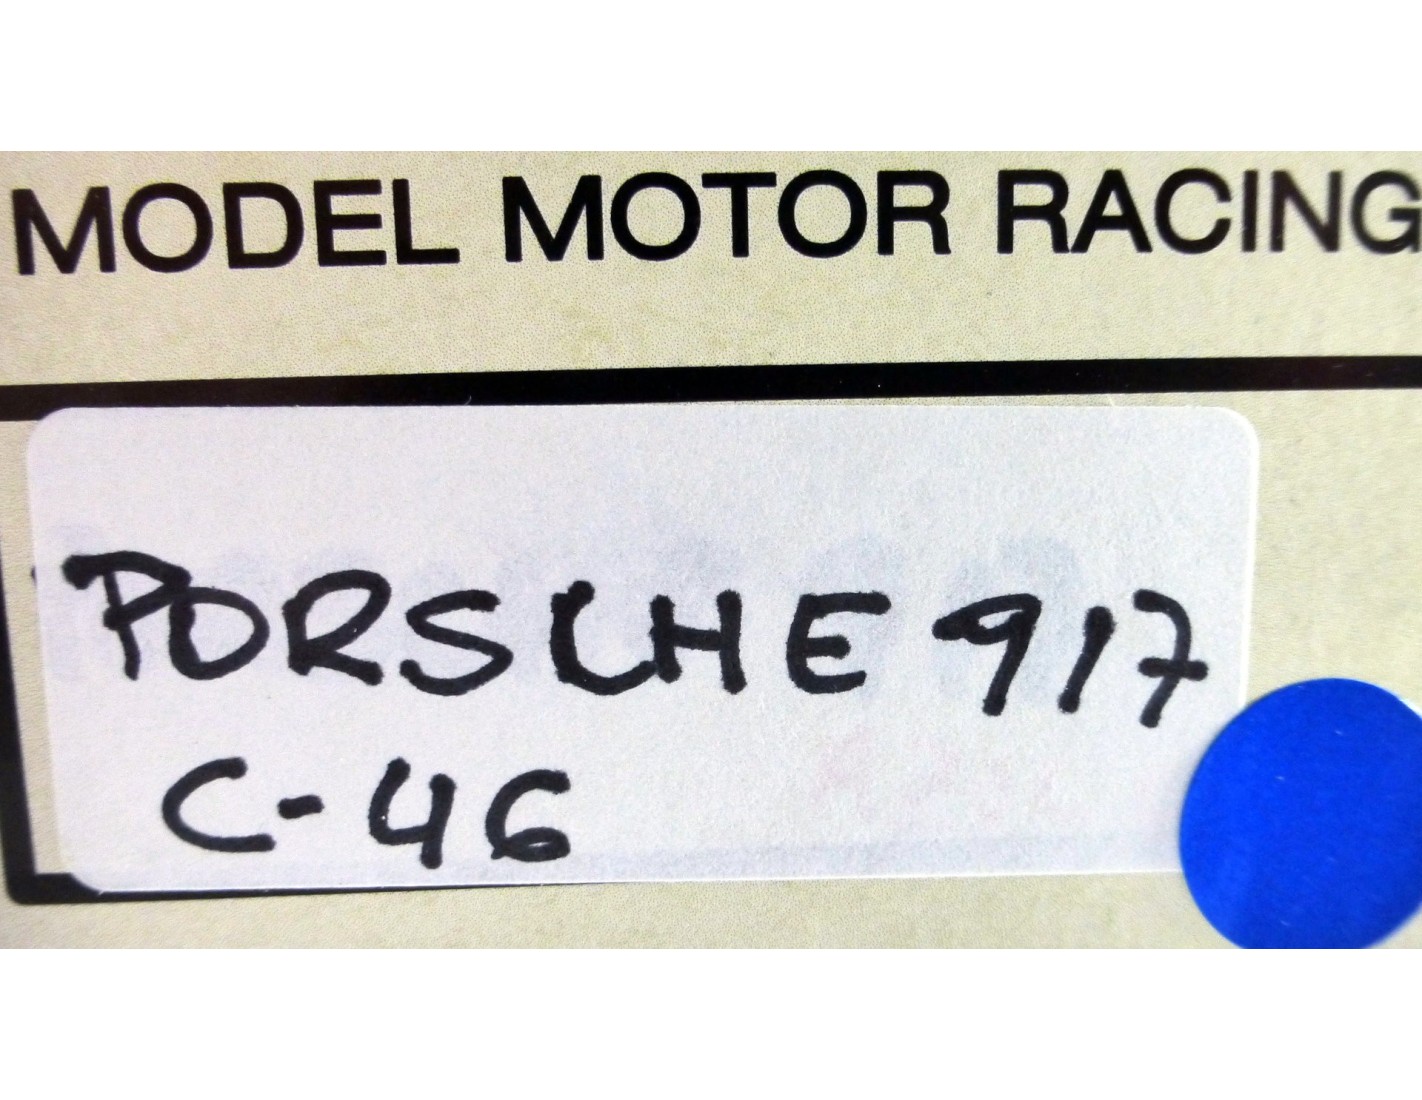 MODEL MOTOR RACING
PORSCHE 917
C-46